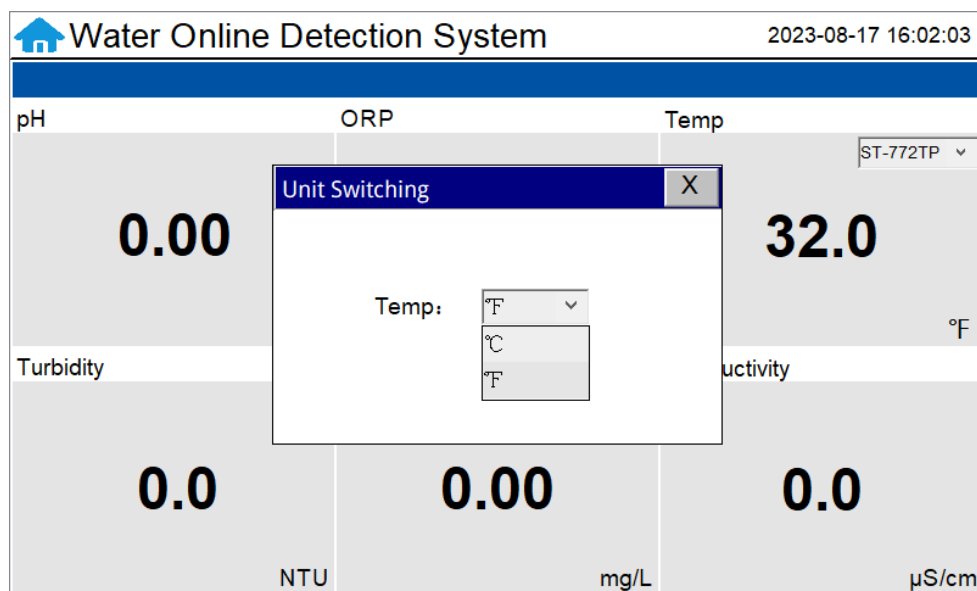 Water Online Detection System
2023-08-17 16:02:03
pH
ORP
Temp
ST-772TP
Unit Switching
X
0.00
32.0
Temp:
℉
℃
℉
℉
Turbidity
uctivity
0.0
0.00
0.0
NTU
mg/L
µS/cm